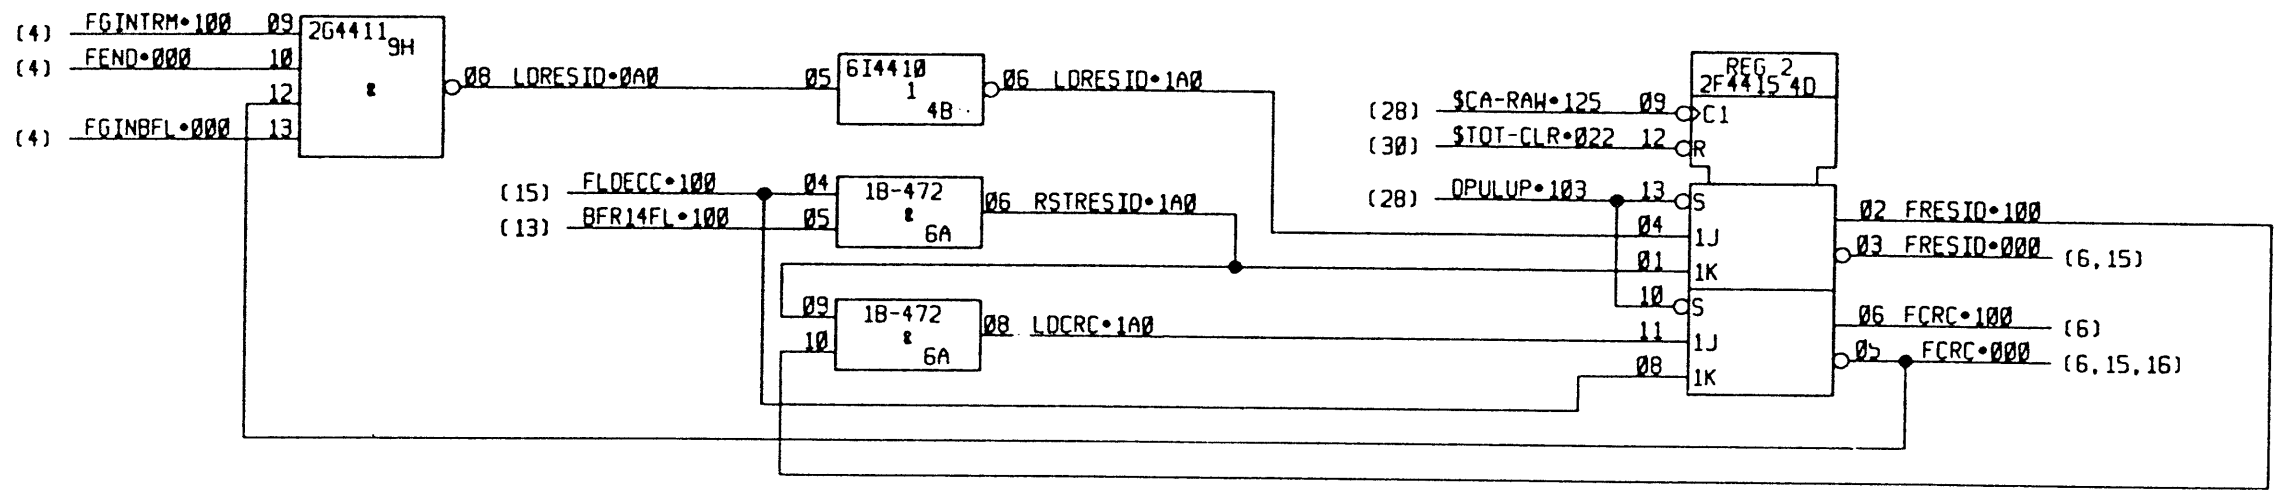 (4) FGINTRM•100 09
(4) FEND•000 10
12
(4) FGINBFL•000 13
2G4411
9H
&
08 LDRESID•0A0 05
6I4410
1
4B
06 LDRESID•1A0
(15) FLDECC•100 04
(13) BFR14FL•100 05
1B-472
&
6A
06 RSTRESID•1A0
09
10
1B-472
&
6A
08 LDCRC•1A0
REG 2
2F4415 4D
(28) $CA-RAW•125 09 C1
(30) $TOT-CLR•022 12 R
(28) DPULUP•103 13 S
04 1J
01 1K
10 S
11 1J
08 1K
02 FRESID•100
03 FRESID•000 (6,15)
06 FCRC•100 (6)
05 FCRC•000 (6,15,16)